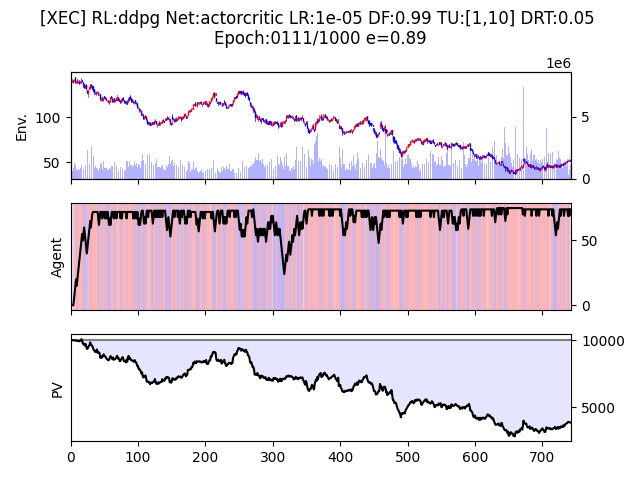 [XEC] RL:ddpg Net:actorcritic LR:1e-05 DF:0.99 TU:[1,10] DRT:0.05
Epoch:0111/1000 e=0.89
1e6
Env.
100
50
5
0
Agent
50
0
PV
10000
5000
0 100 200 300 400 500 600 700